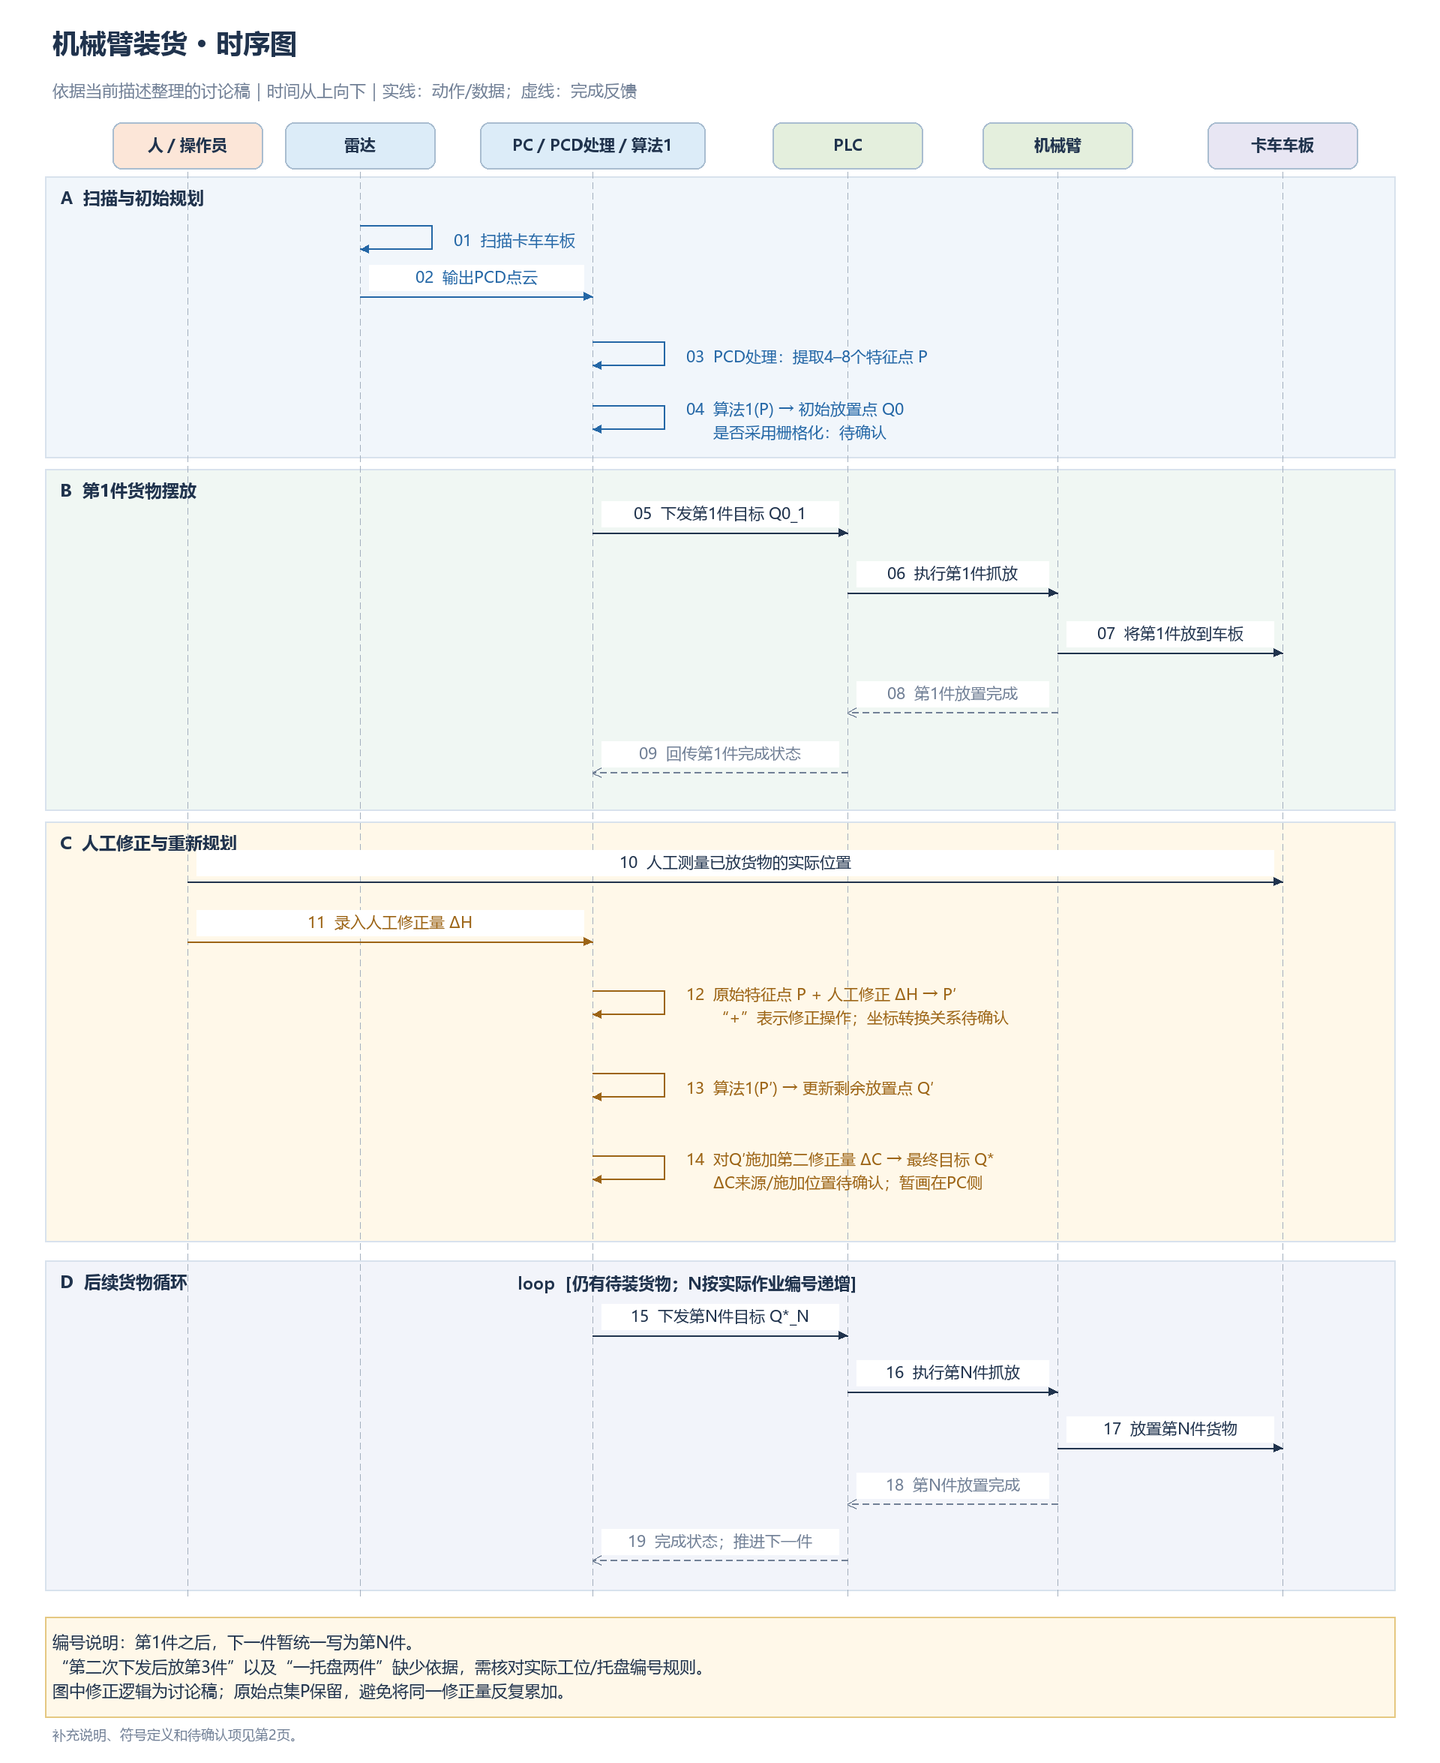 机械臂装货 · 时序图
依据当前描述整理的讨论稿 | 时间从上向下 | 实线：动作/数据；虚线：完成反馈
人 / 操作员
雷达
PC / PCD处理 / 算法1
PLC
机械臂
卡车车板
A 扫描与初始规划
01 扫描卡车车板
02 输出PCD点云
03 PCD处理：提取4–8个特征点 P
04 算法1(P) → 初始放置点 Q0
是否采用栅格化：待确认
B 第1件货物摆放
05 下发第1件目标 Q0_1
06 执行第1件抓放
07 将第1件放到车板
08 第1件放置完成
09 回传第1件完成状态
C 人工修正与重新规划
10 人工测量已放货物的实际位置
11 录入人工修正量 ΔH
12 原始特征点 P + 人工修正 ΔH → P′
“+”表示修正操作；坐标转换关系待确认
13 算法1(P′) → 更新剩余放置点 Q′
14 对Q′施加第二修正量 ΔC → 最终目标 Q*
ΔC来源/施加位置待确认；暂画在PC侧
D 后续货物循环
loop [仍有待装货物；N按实际作业编号递增]
15 下发第N件目标 Q*_N
16 执行第N件抓放
17 放置第N件货物
18 第N件放置完成
19 完成状态；推进下一件
编号说明：第1件之后，下一件暂统一写为第N件。
“第二次下发后放第3件”以及“一托盘两件”缺少依据，需核对实际工位/托盘编号规则。
图中修正逻辑为讨论稿；原始点集P保留，避免将同一修正量反复累加。
补充说明、符号定义和待确认项见第2页。